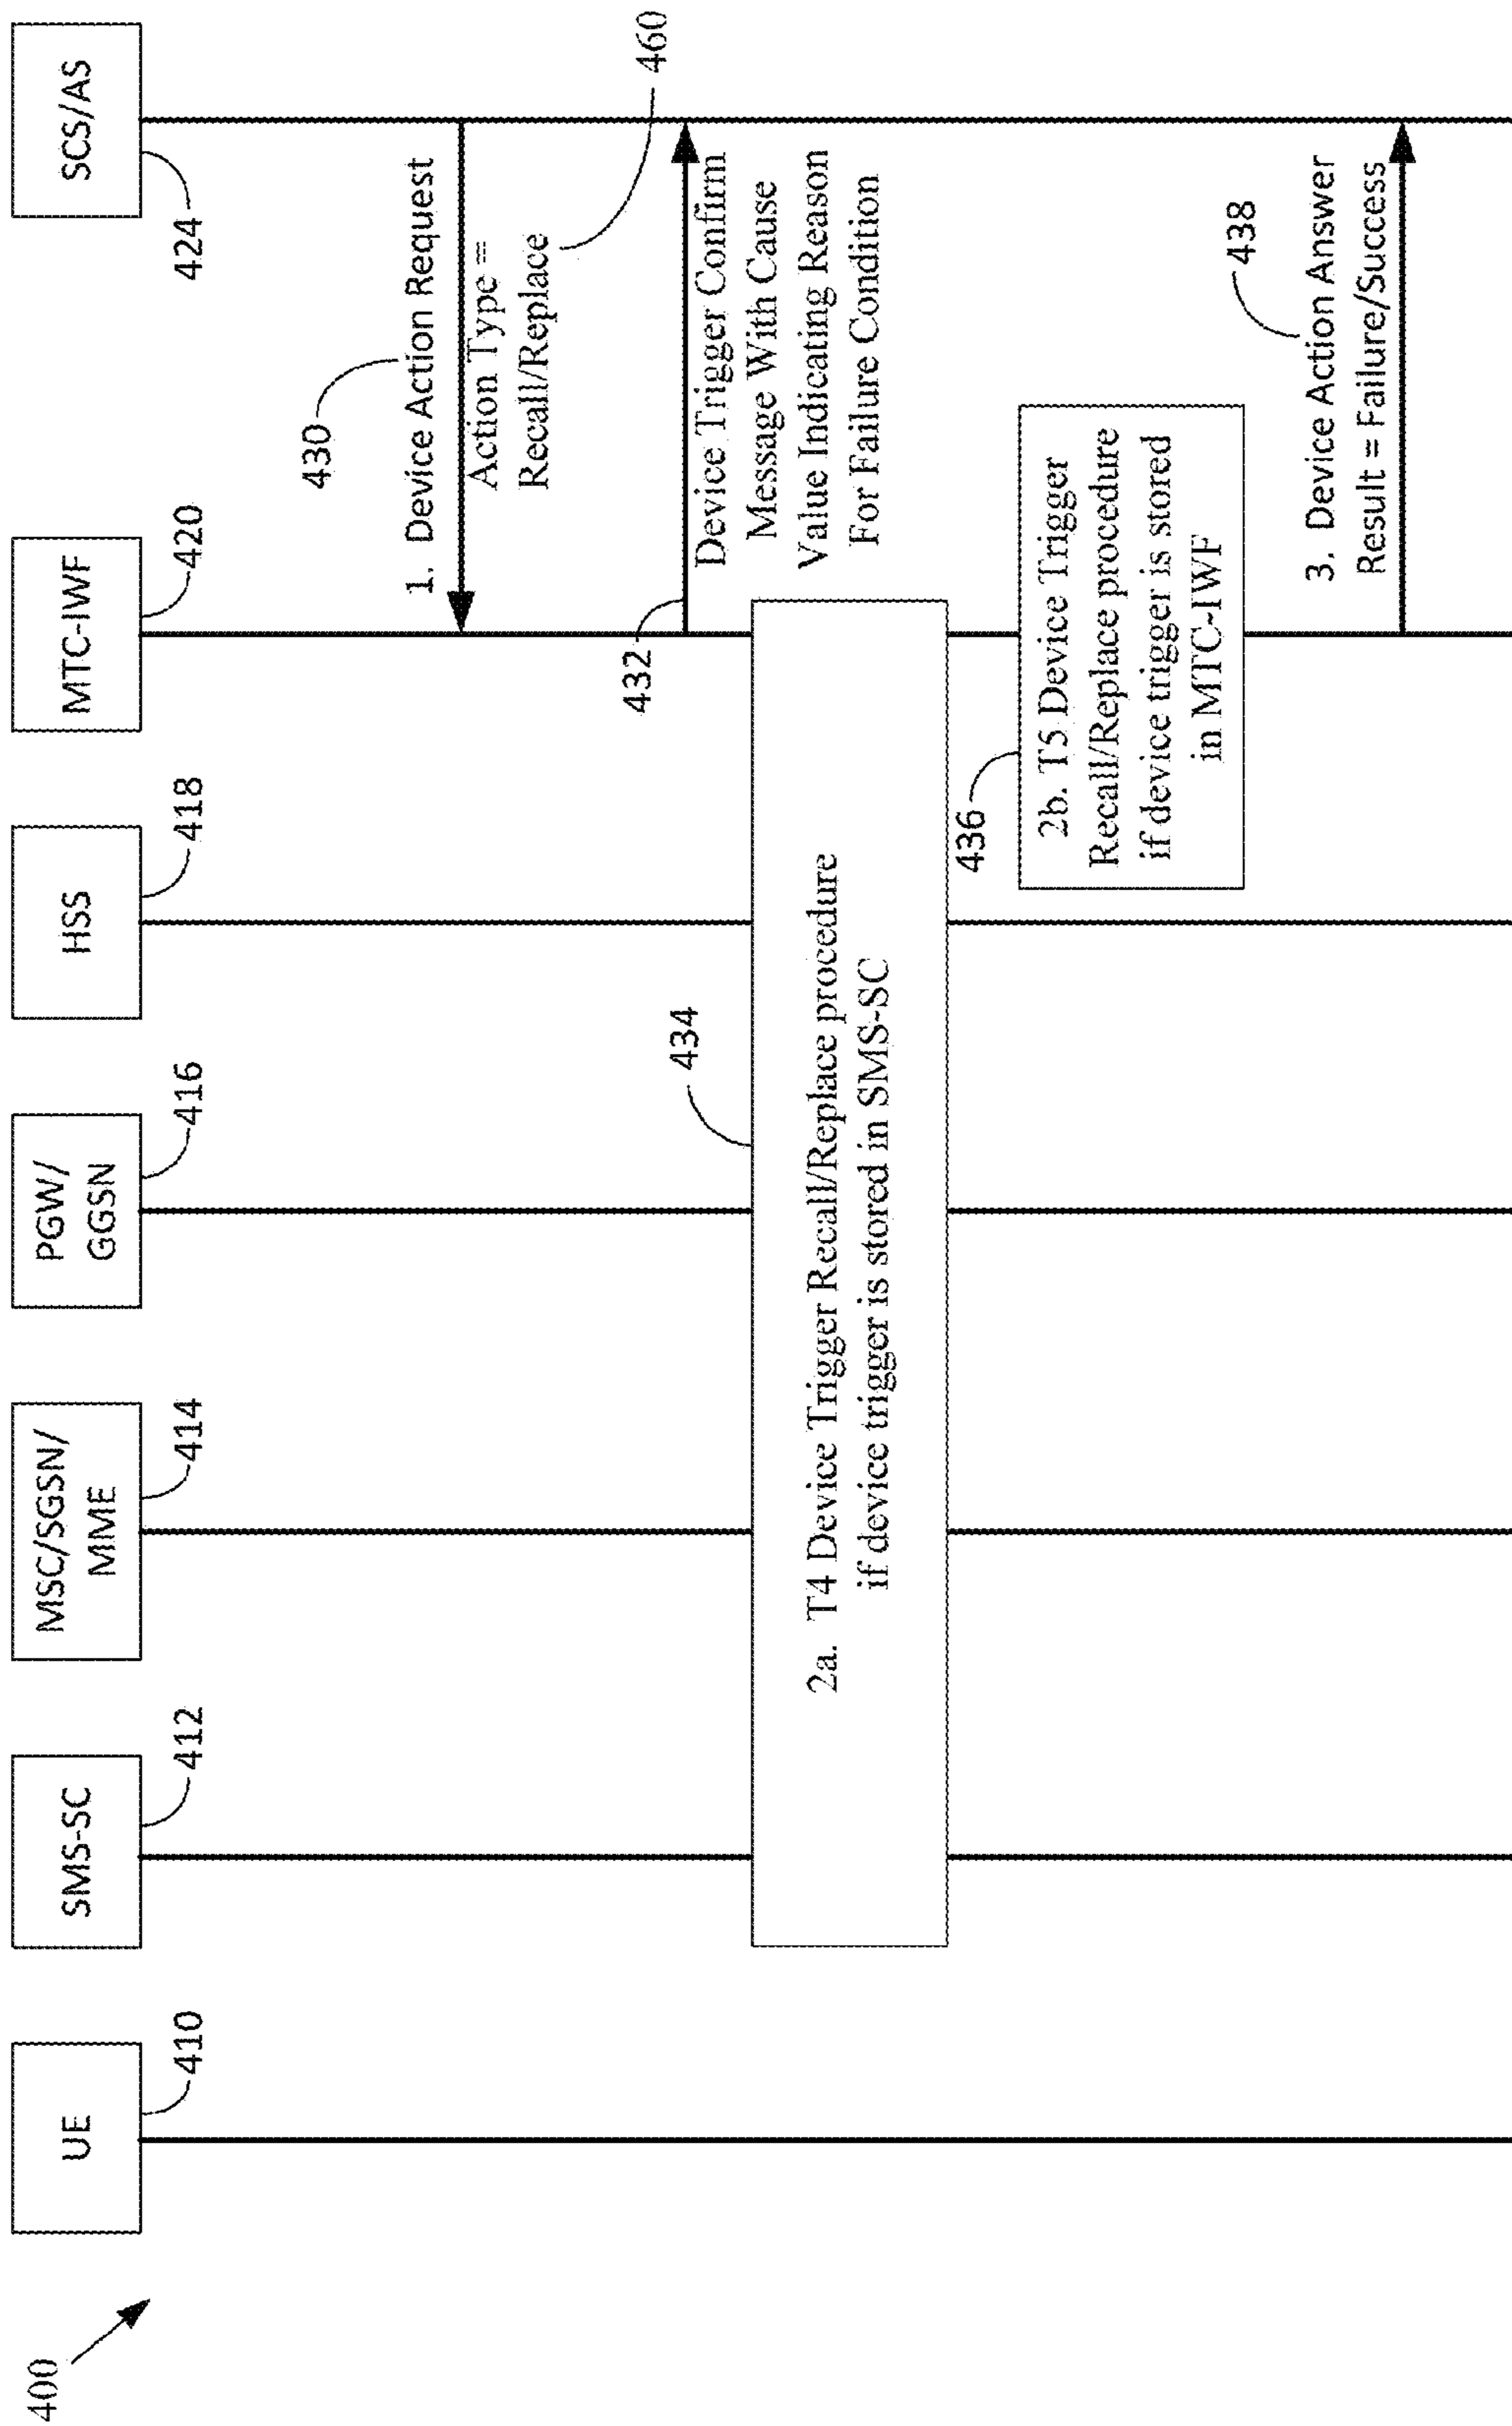 400
UE
410
SMS-SC
412
MSC/SGSN/
MME
414
PGW/
GGSN
416
HSS
418
MTC-IWF
420
SCS/AS
424
430
1. Device Action Request
Action Type =
Recall/Replace
460
432
Device Trigger Confirm
Message With Cause
Value Indicating Reason
For Failure Condition
434
2a. T4 Device Trigger Recall/Replace procedure
if device trigger is stored in SMS-SC
436
2b. T5 Device Trigger
Recall/Replace procedure
if device trigger is stored
in MTC-IWF
438
3. Device Action Answer
Result = Failure/Success